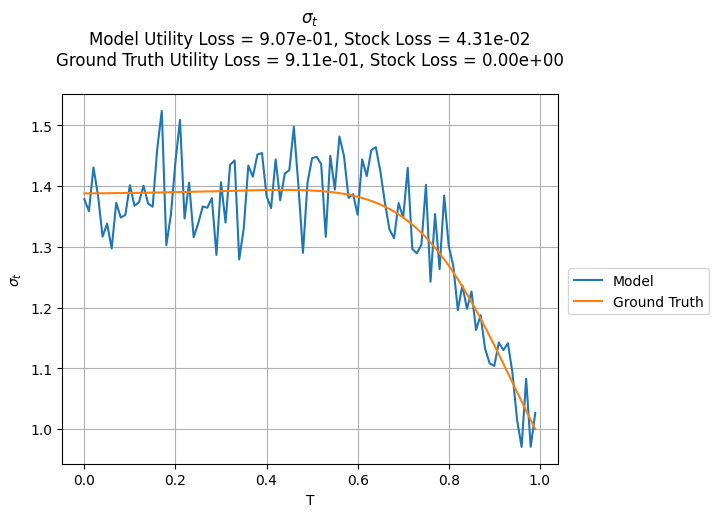 σ_t
Model Utility Loss = 9.07e-01, Stock Loss = 4.31e-02
Ground Truth Utility Loss = 9.11e-01, Stock Loss = 0.00e+00
1.5
1.4
1.3
1.2
1.1
1.0
σ_t
0.0 0.2 0.4 0.6 0.8 1.0
T
Model
Ground Truth